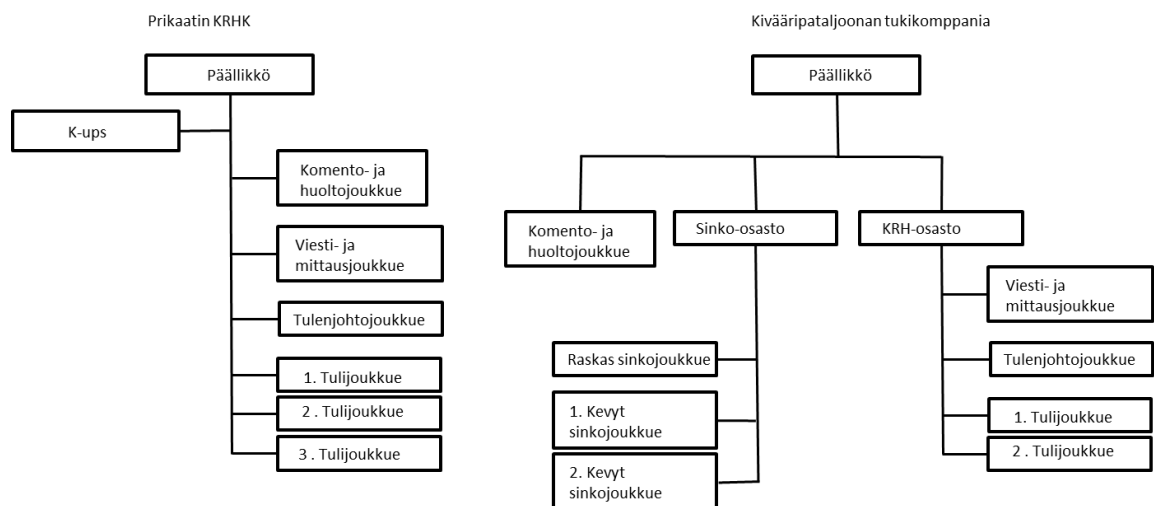 Prikaatin KRHK
Päällikkö
K-ups
Komento- ja
huoltojoukkue
Viesti- ja
mittausjoukkue
Tulenjohtojoukkue
1. Tulijoukkue
2 . Tulijoukkue
3 . Tulijoukkue
Kivääripataljoonan tukikomppania
Päällikkö
Komento- ja
huoltojoukkue
Sinko-osasto
Raskas sinkojoukkue
1. Kevyt
sinkojoukkue
2. Kevyt
sinkojoukkue
KRH-osasto
Viesti- ja
mittausjoukkue
Tulenjohtojoukkue
1. Tulijoukkue
2 . Tulijoukkue